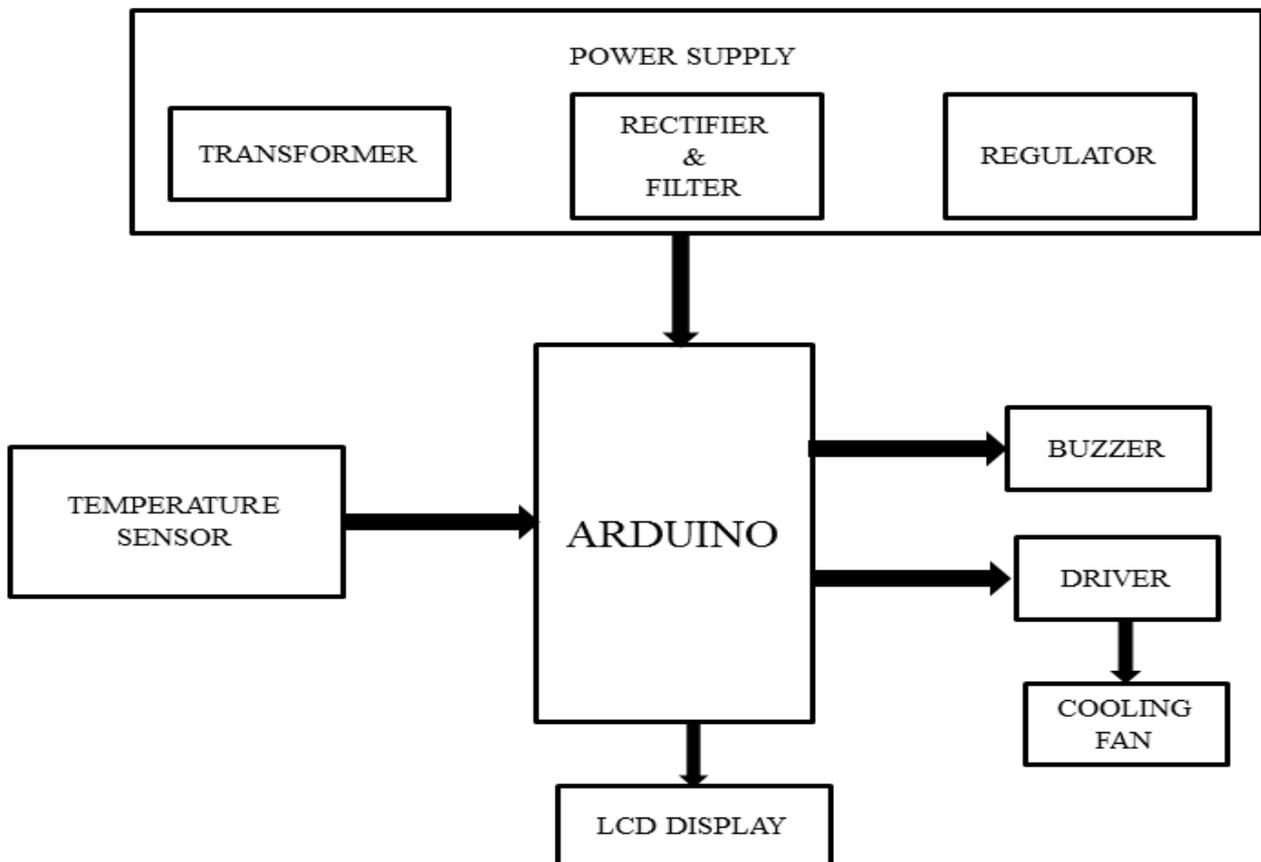 POWER SUPPLY
TRANSFORMER
RECTIFIER
&
FILTER
REGULATOR
TEMPERATURE
SENSOR
ARDUINO
BUZZER
DRIVER
COOLING
FAN
LCD DISPLAY